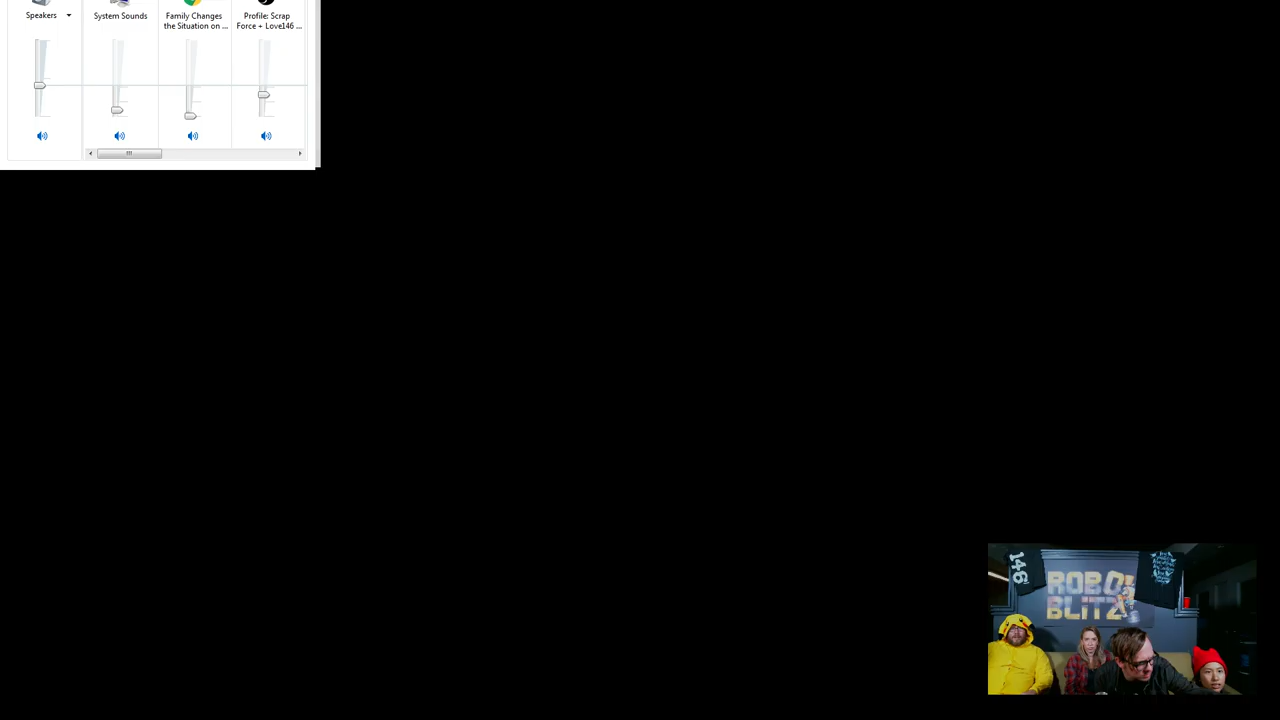 Speakers
System Sounds
Family Changes
the Situation on ...
Profile: Scrap
Force + Love146 ...
146
ROBO
BLITZ